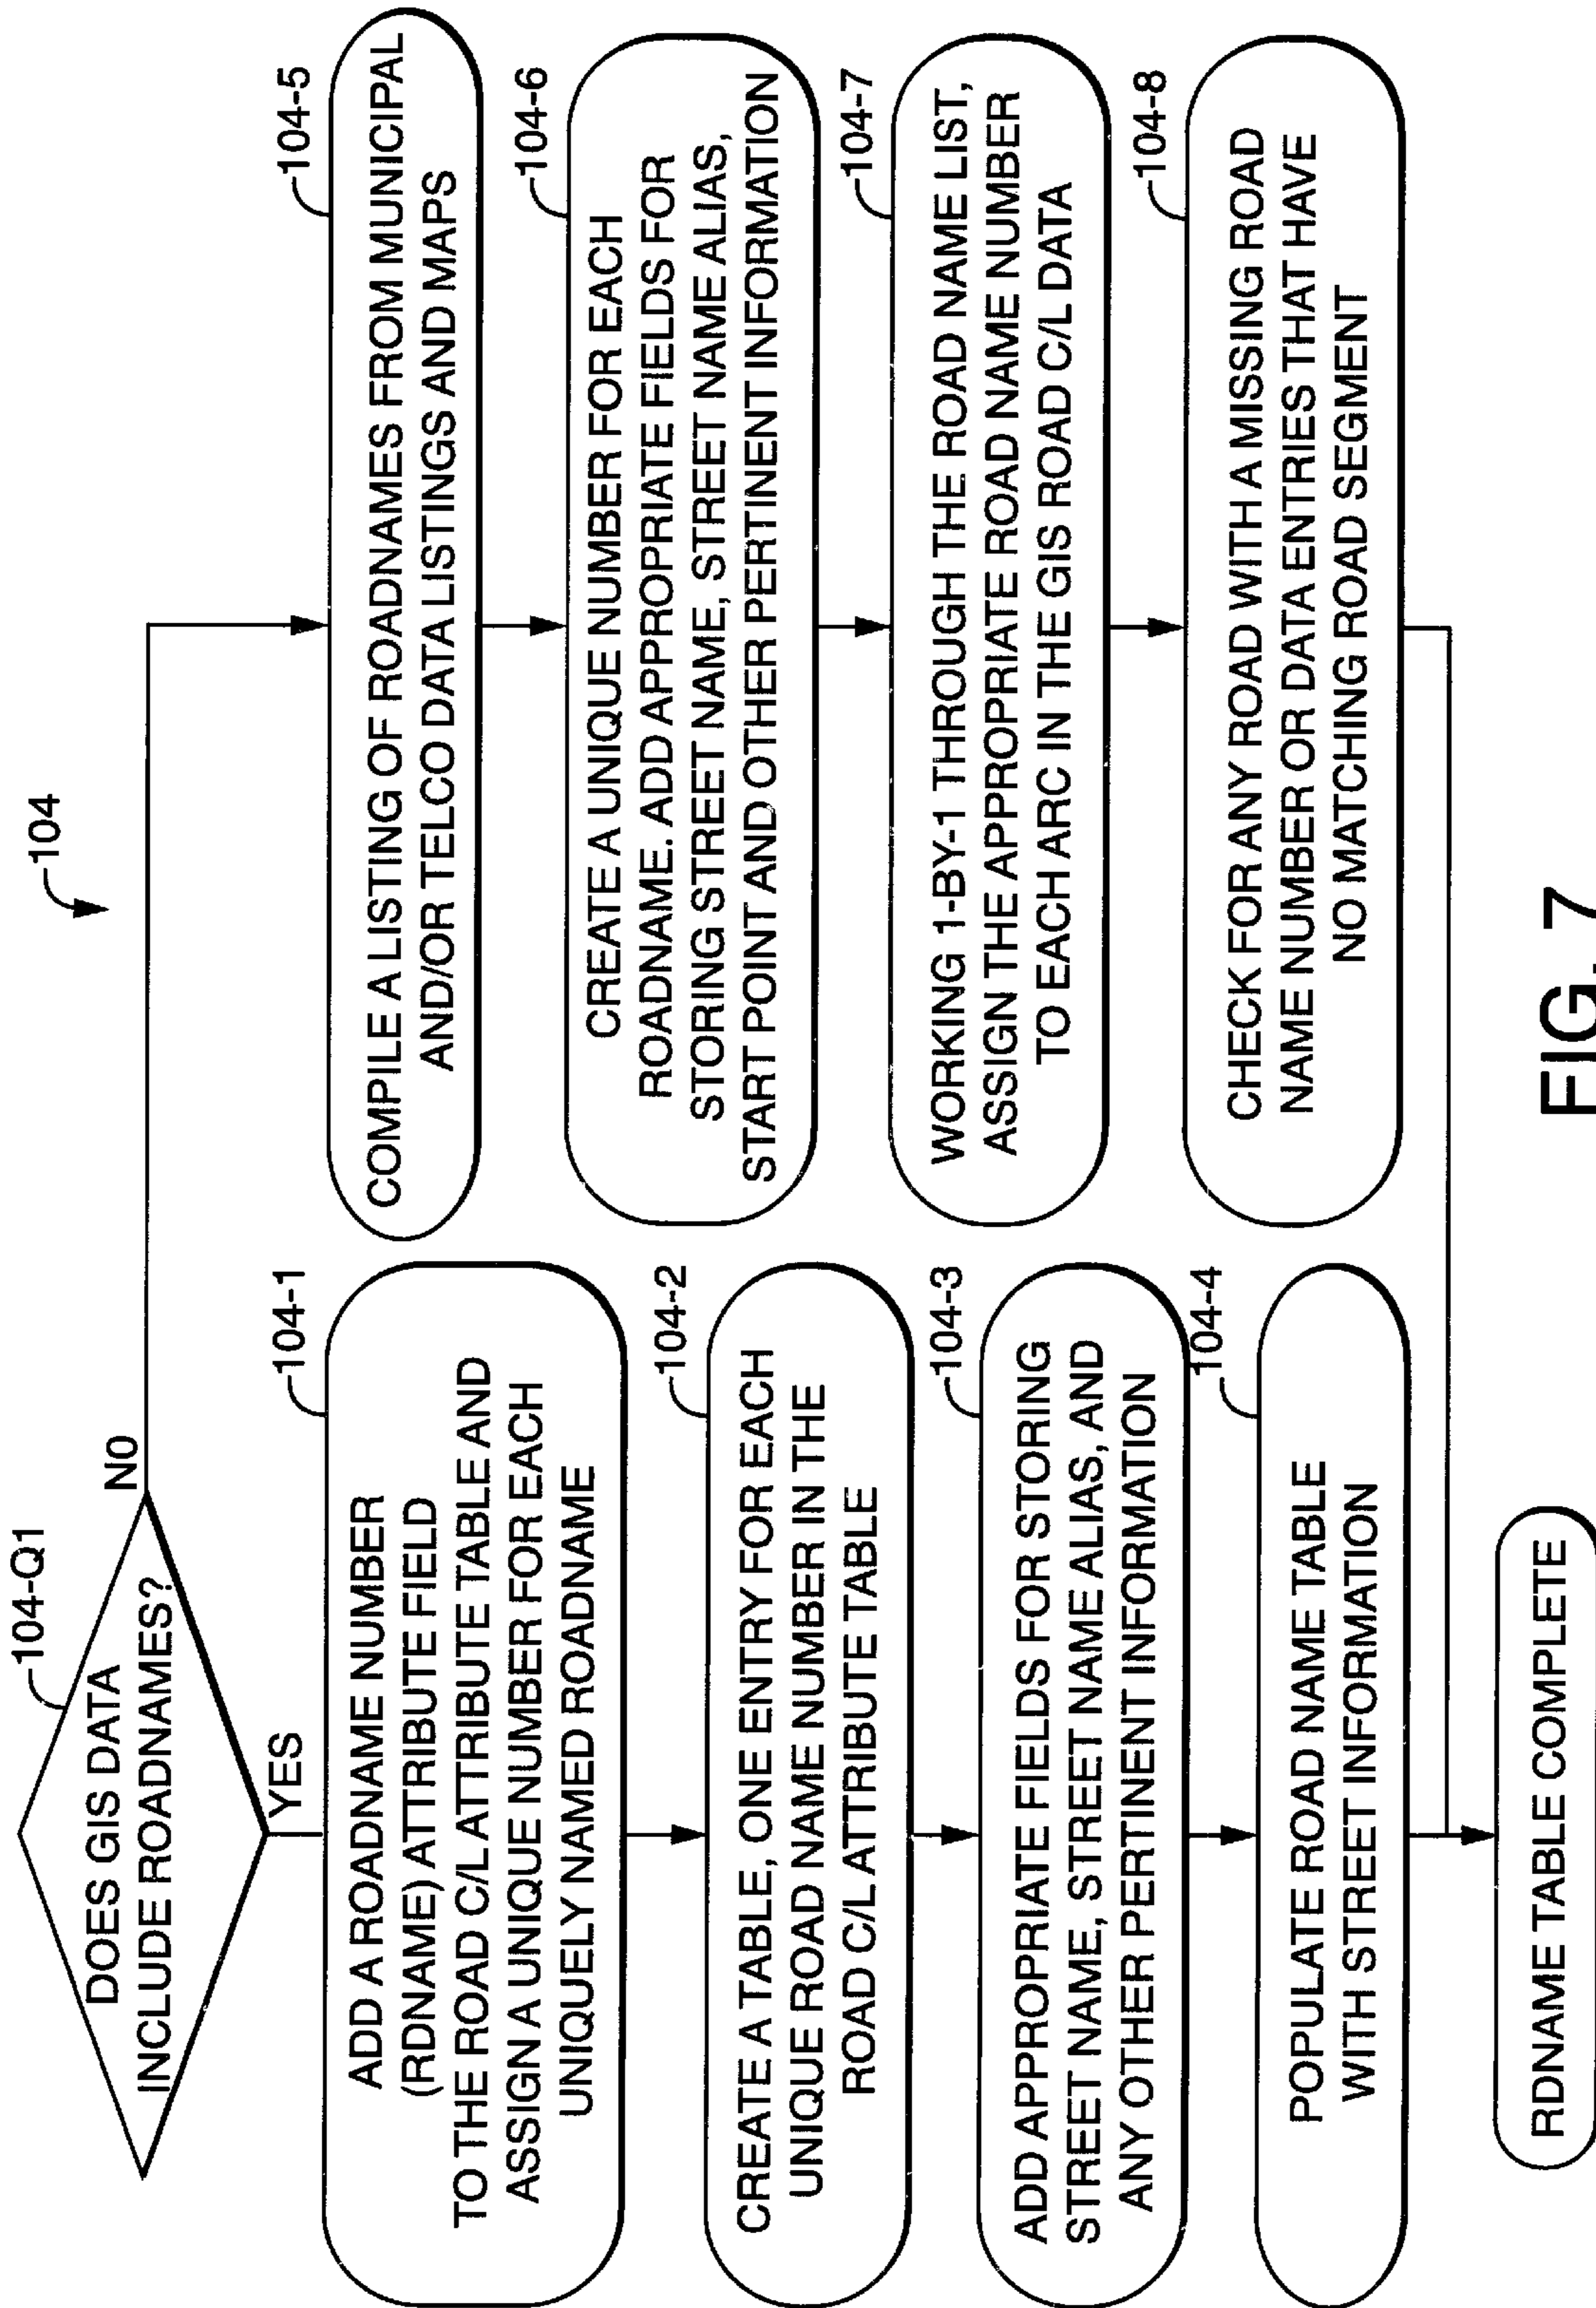 104
104-Q1
DOES GIS DATA
INCLUDE ROADNAMES?
NO
YES
104-1
ADD A ROADNAME NUMBER
(RDNAME) ATTRIBUTE FIELD
TO THE ROAD C/L ATTRIBUTE TABLE AND
ASSIGN A UNIQUE NUMBER FOR EACH
UNIQUELY NAMED ROADNAME
104-2
CREATE A TABLE, ONE ENTRY FOR EACH
UNIQUE ROAD NAME NUMBER IN THE
ROAD C/L ATTRIBUTE TABLE
104-3
ADD APPROPRIATE FIELDS FOR STORING
STREET NAME, STREET NAME ALIAS, AND
ANY OTHER PERTINENT INFORMATION
104-4
POPULATE ROAD NAME TABLE
WITH STREET INFORMATION
RDNAME TABLE COMPLETE
104-5
COMPILE A LISTING OF ROADNAMES FROM MUNICIPAL
AND/OR TELCO DATA LISTINGS AND MAPS
104-6
CREATE A UNIQUE NUMBER FOR EACH
ROADNAME. ADD APPROPRIATE FIELDS FOR
STORING STREET NAME, STREET NAME ALIAS,
START POINT AND OTHER PERTINENT INFORMATION
104-7
WORKING 1-BY-1 THROUGH THE ROAD NAME LIST,
ASSIGN THE APPROPRIATE ROAD NAME NUMBER
TO EACH ARC IN THE GIS ROAD C/L DATA
104-8
CHECK FOR ANY ROAD WITH A MISSING ROAD
NAME NUMBER OR DATA ENTRIES THAT HAVE
NO MATCHING ROAD SEGMENT
FIG. 7